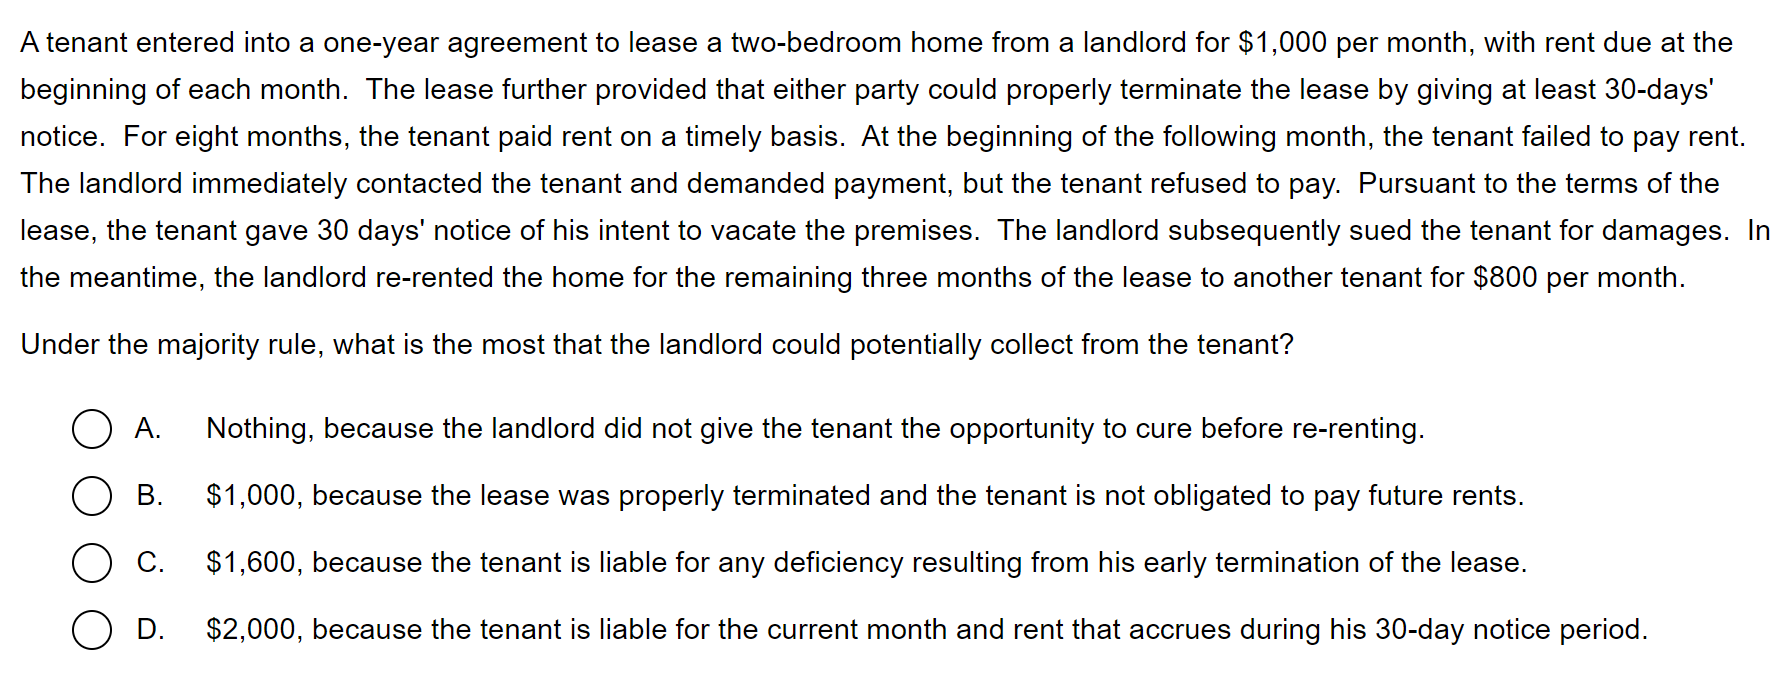 A tenant entered into a one-year agreement to lease a two-bedroom home from a landlord for $1,000 per month, with rent due at the
beginning of each month.  The lease further provided that either party could properly terminate the lease by giving at least 30-days'
notice.  For eight months, the tenant paid rent on a timely basis.  At the beginning of the following month, the tenant failed to pay rent.
The landlord immediately contacted the tenant and demanded payment, but the tenant refused to pay.  Pursuant to the terms of the
lease, the tenant gave 30 days' notice of his intent to vacate the premises.  The landlord subsequently sued the tenant for damages.  In
the meantime, the landlord re-rented the home for the remaining three months of the lease to another tenant for $800 per month.
Under the majority rule, what is the most that the landlord could potentially collect from the tenant?
A. Nothing, because the landlord did not give the tenant the opportunity to cure before re-renting.
B. $1,000, because the lease was properly terminated and the tenant is not obligated to pay future rents.
C. $1,600, because the tenant is liable for any deficiency resulting from his early termination of the lease.
D. $2,000, because the tenant is liable for the current month and rent that accrues during his 30-day notice period.